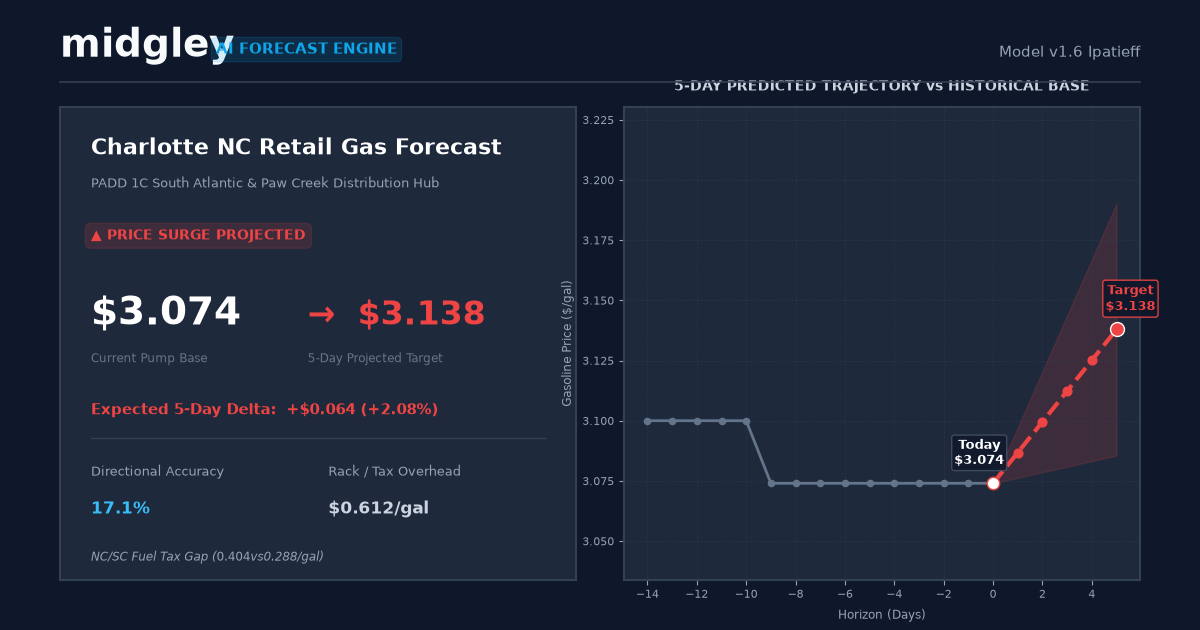 midgley
AI FORECAST ENGINE
Model v1.6 Ipatieff
Charlotte NC Retail Gas Forecast
PADD 1C South Atlantic & Paw Creek Distribution Hub
▲ PRICE SURGE PROJECTED
$3.074
→ $3.138
Current Pump Base
5-Day Projected Target
Expected 5-Day Delta: +$0.064 (+2.08%)
Directional Accuracy
Rack / Tax Overhead
17.1%
$0.612/gal
NC/SC Fuel Tax Gap (0.404vs0.288/gal)
5-DAY PREDICTED TRAJECTORY vs HISTORICAL BASE
Gasoline Price ($/gal)
3.225
3.200
3.175
3.150
3.125
3.100
3.075
3.050
Target
$3.138
Today
$3.074
−14 −12 −10 −8 −6 −4 −2 0 2 4
Horizon (Days)